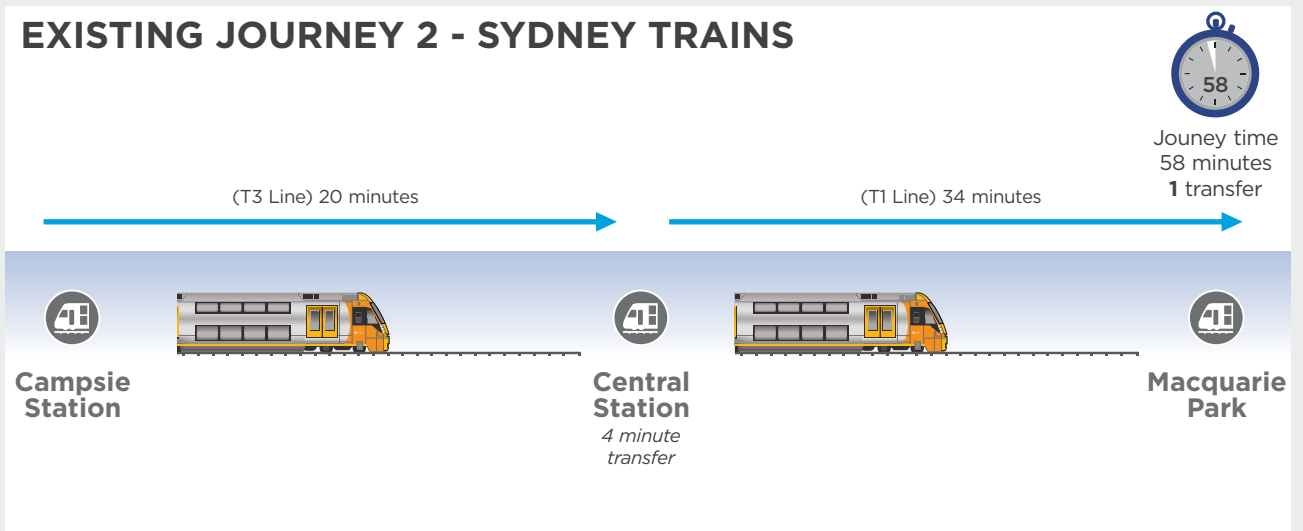 EXISTING JOURNEY 2 - SYDNEY TRAINS
58
Jouney time
58 minutes
1 transfer
(T3 Line) 20 minutes
(T1 Line) 34 minutes
Campsie
Station
Central
Station
4 minute
transfer
Macquarie
Park